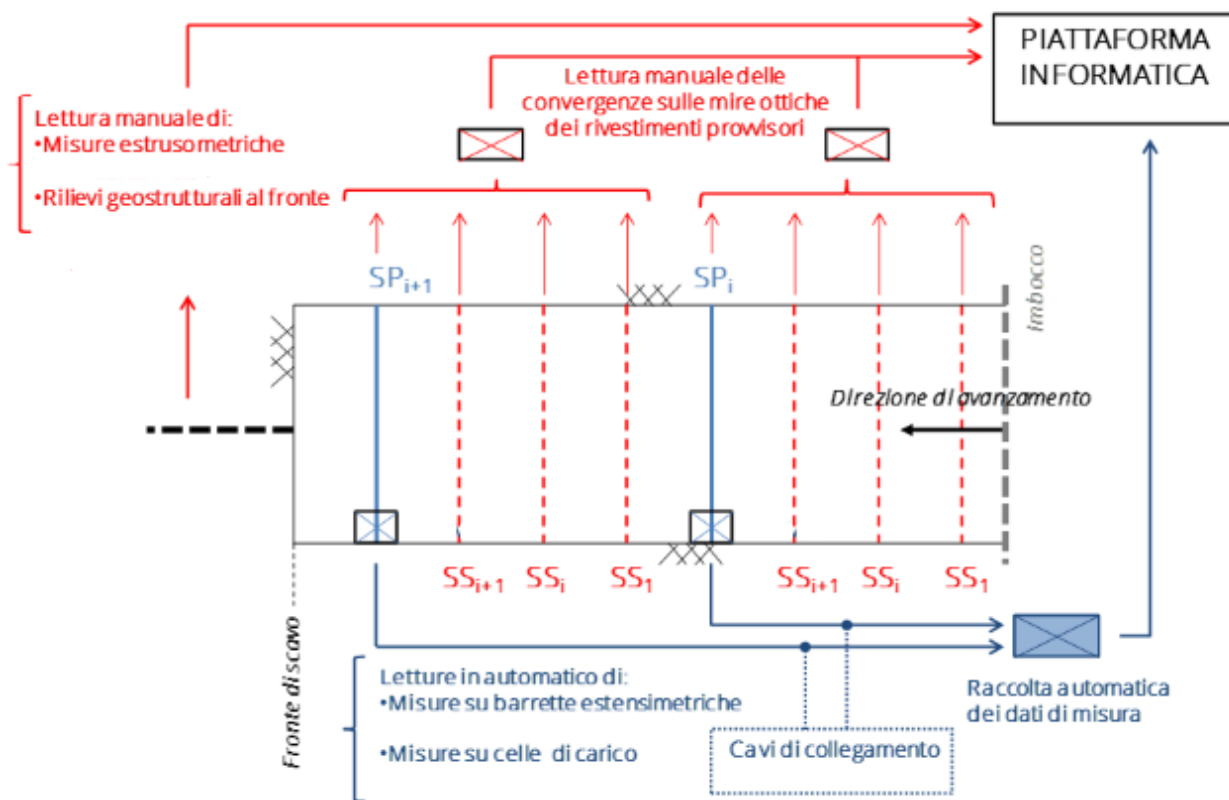 PIATTAFORMA
INFORMATICA
Lettura manuale delle
convergenze sulle mire ottiche
dei rivestimenti provvisori
Lettura manuale di:
•Misure estrusometriche
•Rilievi geostrutturali al fronte
SPi+1
SPi
imbocco
Direzione di avanzamento
SSi+1
SSi
SS1
SSi+1
SSi
SS1
Fronte di scavo
Letture in automatico di:
•Misure su barrette estensimetriche
•Misure su celle di carico
Cavi di collegamento
Raccolta automatica
dei dati di misura